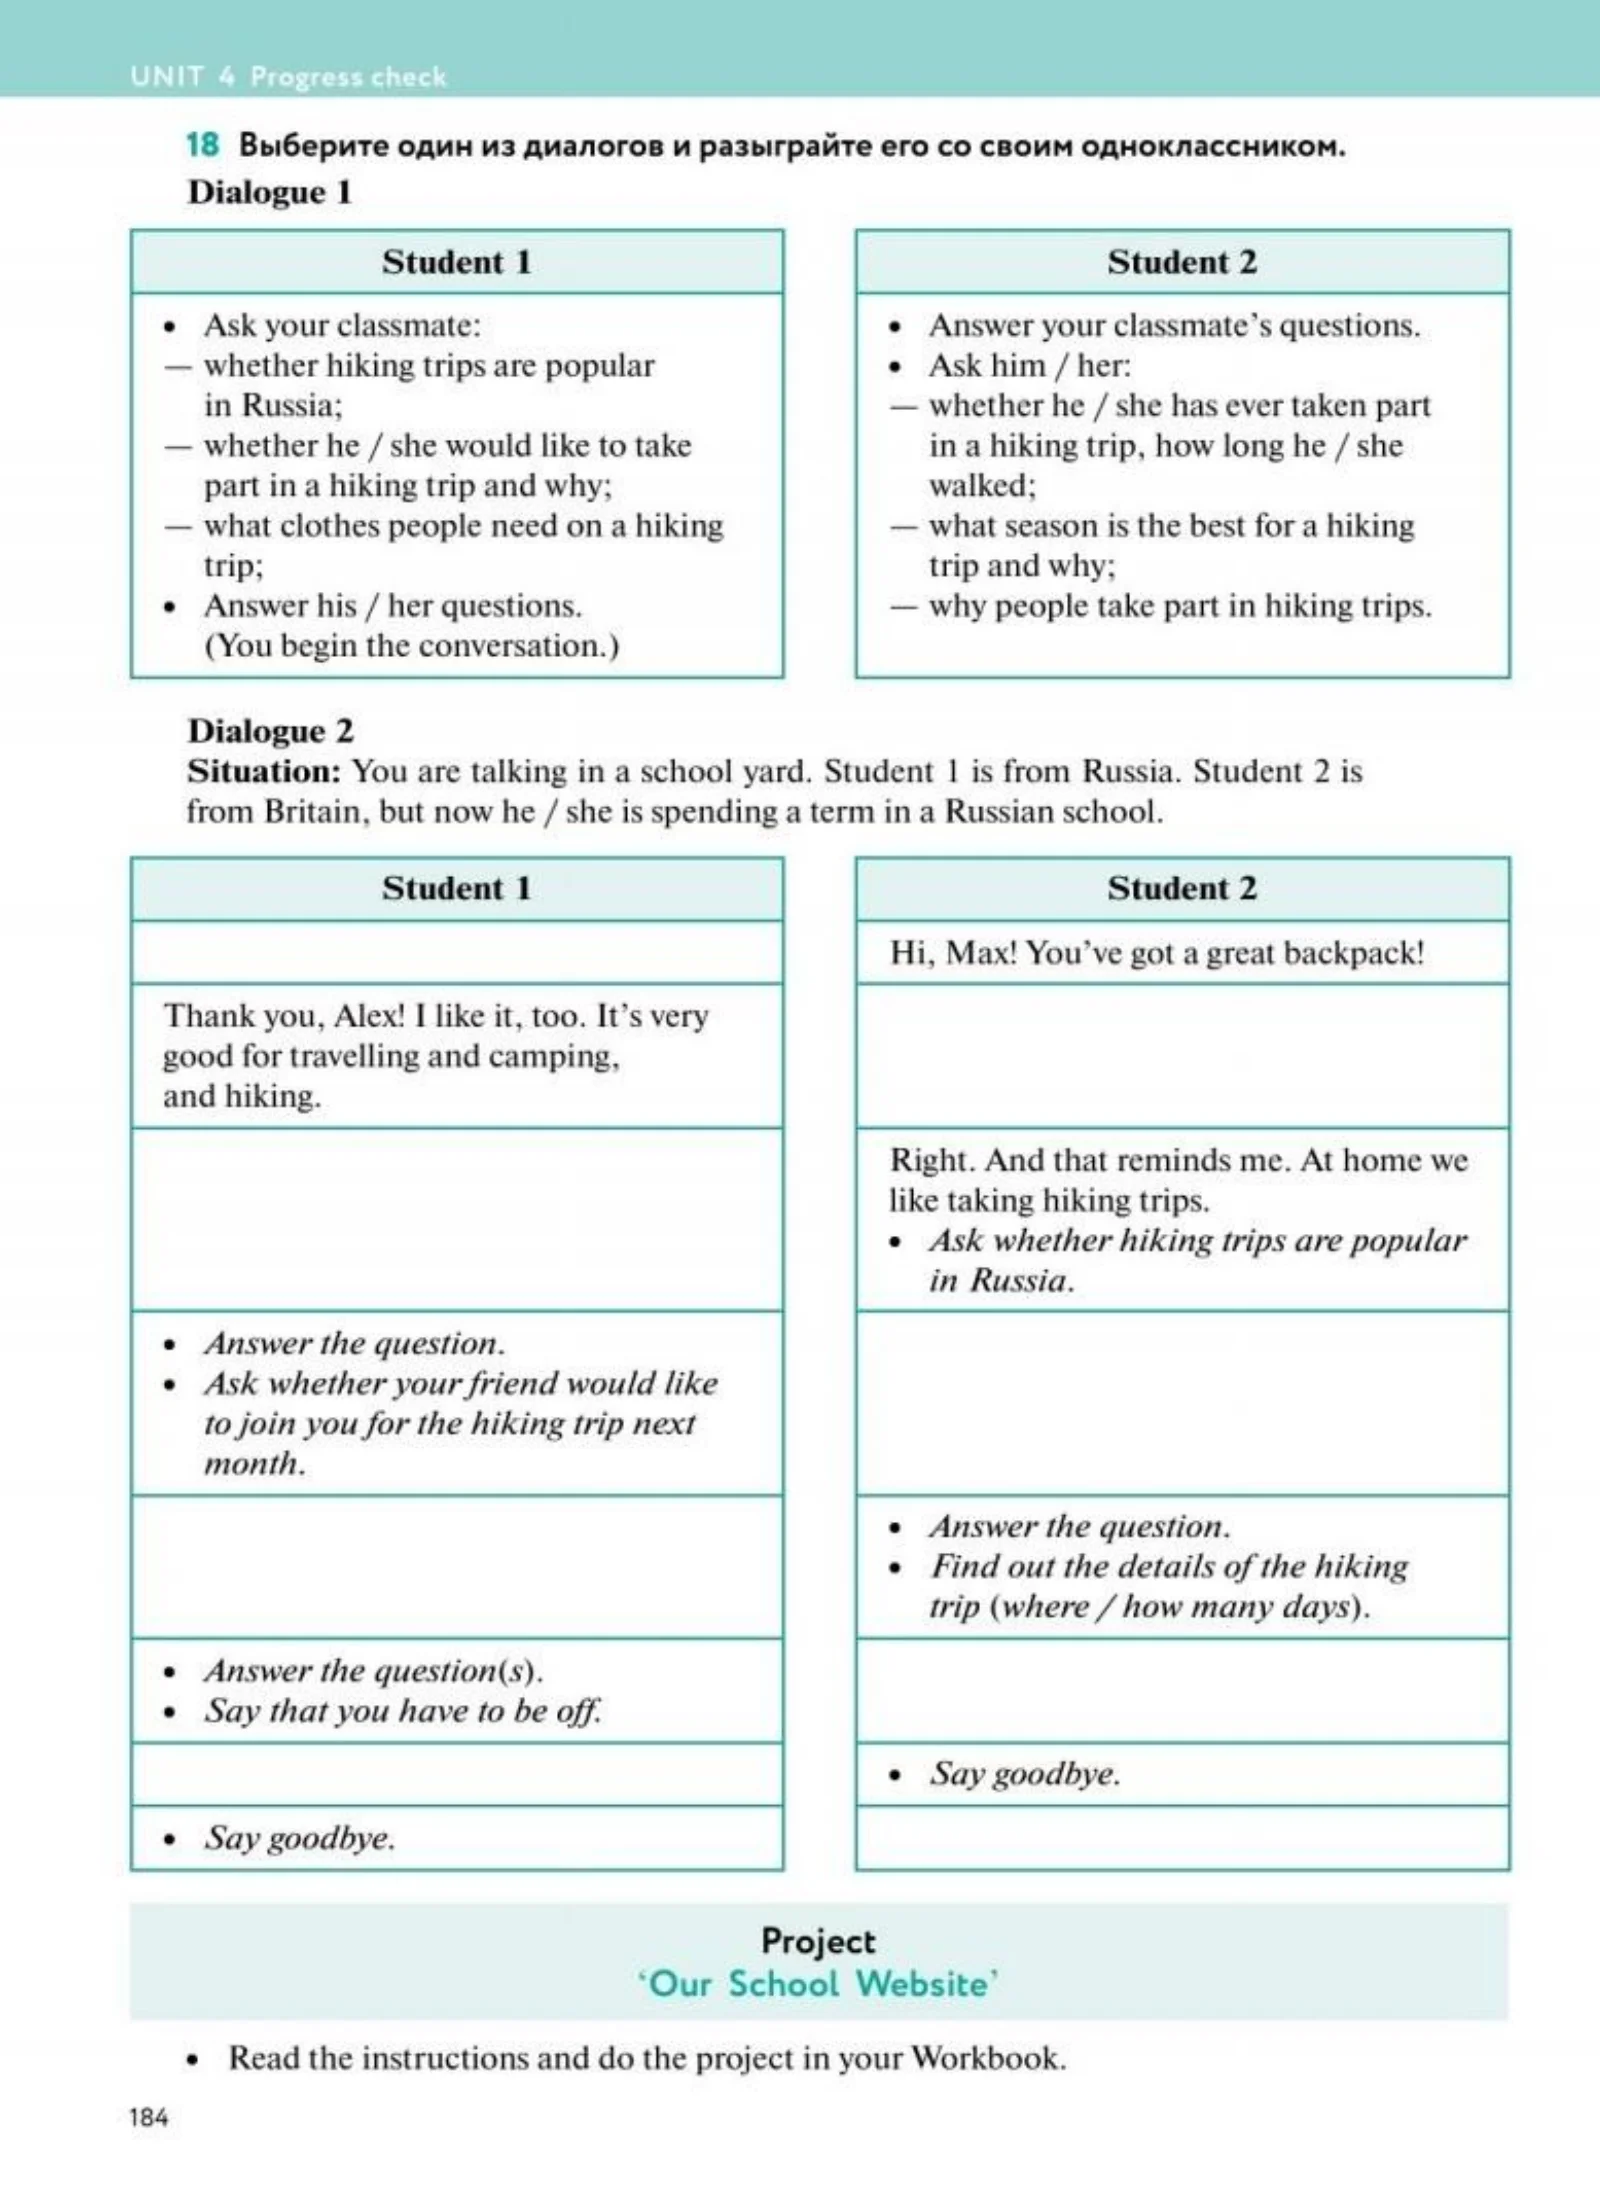 UNIT 4 Progress check
18 Выберите один из диалогов и разыграйте его со своим одноклассником.
Dialogue 1
Student 1
• Ask your classmate:
— whether hiking trips are popular
in Russia;
— whether he / she would like to take
part in a hiking trip and why;
— what clothes people need on a hiking
trip;
• Answer his / her questions.
(You begin the conversation.)
Student 2
• Answer your classmate’s questions.
• Ask him / her:
— whether he / she has ever taken part
in a hiking trip, how long he / she
walked;
— what season is the best for a hiking
trip and why;
— why people take part in hiking trips.
Dialogue 2
Situation: You are talking in a school yard. Student 1 is from Russia. Student 2 is
from Britain, but now he / she is spending a term in a Russian school.
Student 1
Student 2
Hi, Max! You’ve got a great backpack!
Thank you, Alex! I like it, too. It’s very
good for travelling and camping,
and hiking.
Right. And that reminds me. At home we
like taking hiking trips.
• Ask whether hiking trips are popular
in Russia.
• Answer the question.
• Ask whether your friend would like
to join you for the hiking trip next
month.
• Answer the question.
• Find out the details of the hiking
trip (where / how many days).
• Answer the question(s).
• Say that you have to be off.
• Say goodbye.
• Say goodbye.
Project
‘Our School Website’
• Read the instructions and do the project in your Workbook.
184